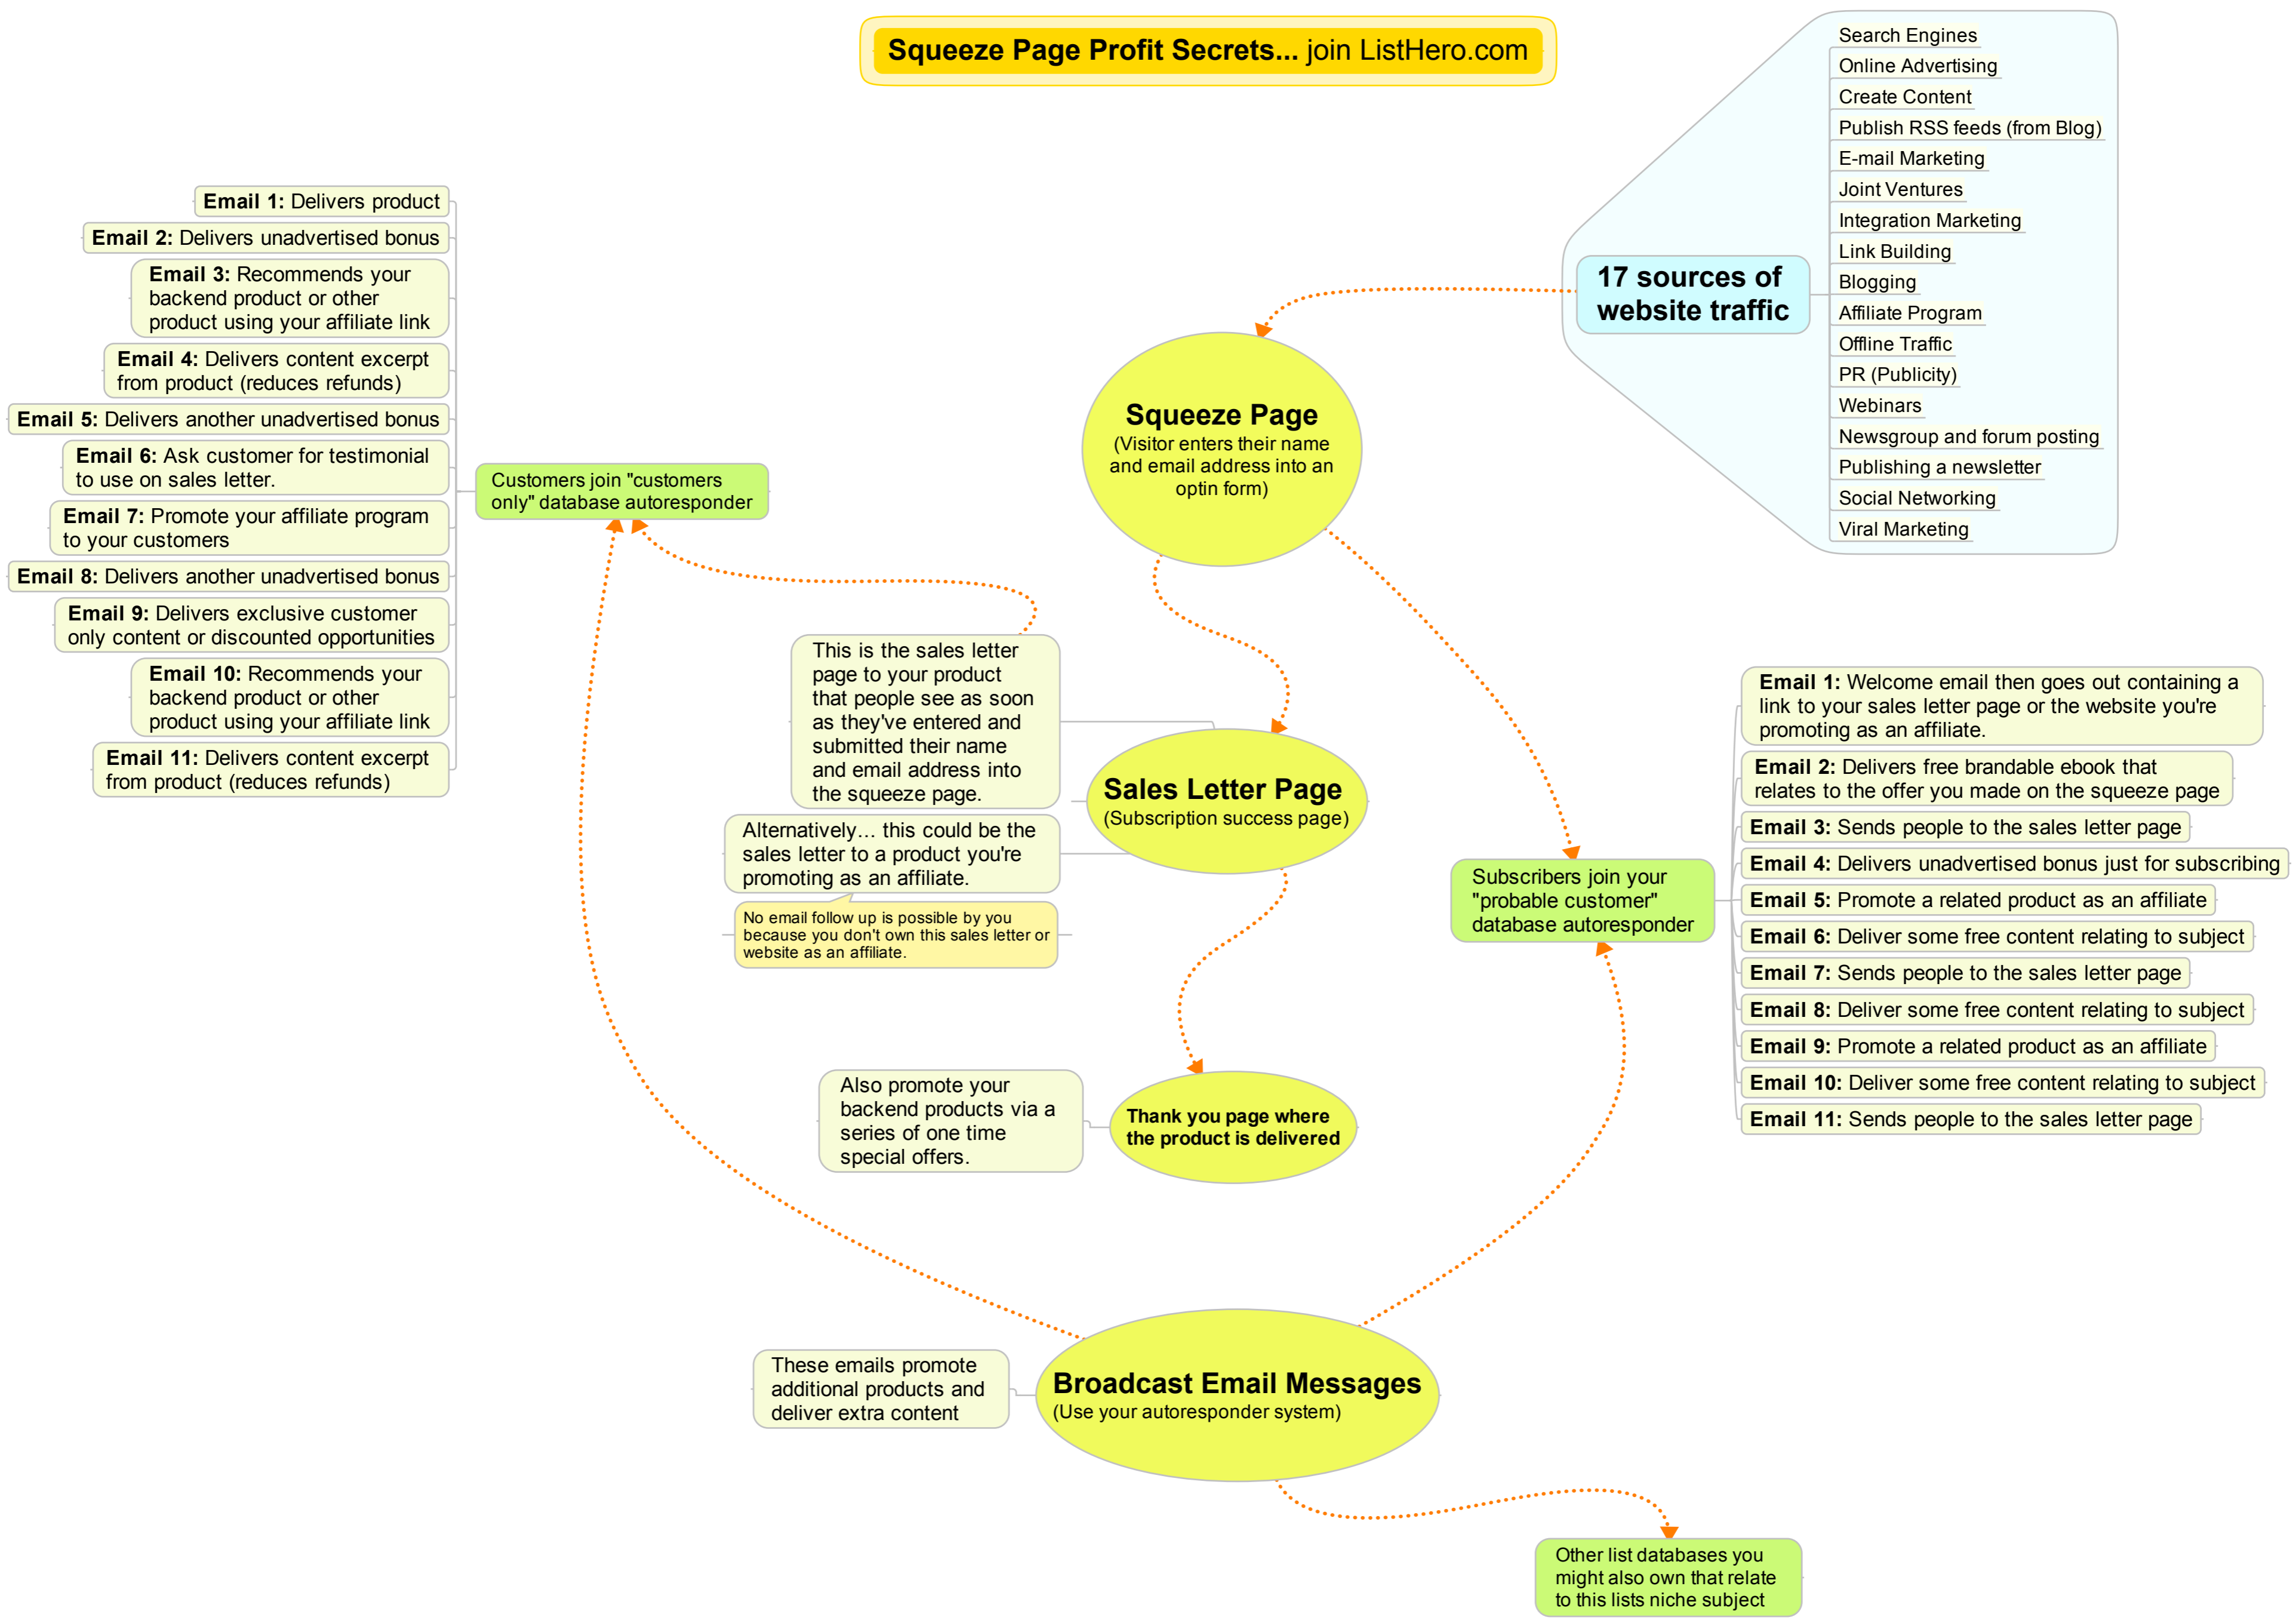 Squeeze Page Profit Secrets... join ListHero.com
Search Engines
Online Advertising
Create Content
Publish RSS feeds (from Blog)
E-mail Marketing
Joint Ventures
Integration Marketing
Link Building
Blogging
Affiliate Program
Offline Traffic
PR (Publicity)
Webinars
Newsgroup and forum posting
Publishing a newsletter
Social Networking
Viral Marketing
17 sources of
website traffic
Squeeze Page
(Visitor enters their name
and email address into an
optin form)
Email 1: Delivers product
Email 2: Delivers unadvertised bonus
Email 3: Recommends your
backend product or other
product using your affiliate link
Email 4: Delivers content excerpt
from product (reduces refunds)
Email 5: Delivers another unadvertised bonus
Email 6: Ask customer for testimonial
to use on sales letter.
Email 7: Promote your affiliate program
to your customers
Email 8: Delivers another unadvertised bonus
Email 9: Delivers exclusive customer
only content or discounted opportunities
Email 10: Recommends your
backend product or other
product using your affiliate link
Email 11: Delivers content excerpt
from product (reduces refunds)
Customers join "customers
only" database autoresponder
This is the sales letter
page to your product
that people see as soon
as they've entered and
submitted their name
and email address into
the squeeze page.
Sales Letter Page
(Subscription success page)
Alternatively... this could be the
sales letter to a product you're
promoting as an affiliate.
No email follow up is possible by you
because you don't own this sales letter or
website as an affiliate.
Subscribers join your
"probable customer"
database autoresponder
Email 1: Welcome email then goes out containing a
link to your sales letter page or the website you're
promoting as an affiliate.
Email 2: Delivers free brandable ebook that
relates to the offer you made on the squeeze page
Email 3: Sends people to the sales letter page
Email 4: Delivers unadvertised bonus just for subscribing
Email 5: Promote a related product as an affiliate
Email 6: Deliver some free content relating to subject
Email 7: Sends people to the sales letter page
Email 8: Deliver some free content relating to subject
Email 9: Promote a related product as an affiliate
Email 10: Deliver some free content relating to subject
Email 11: Sends people to the sales letter page
Also promote your
backend products via a
series of one time
special offers.
Thank you page where
the product is delivered
These emails promote
additional products and
deliver extra content
Broadcast Email Messages
(Use your autoresponder system)
Other list databases you
might also own that relate
to this lists niche subject